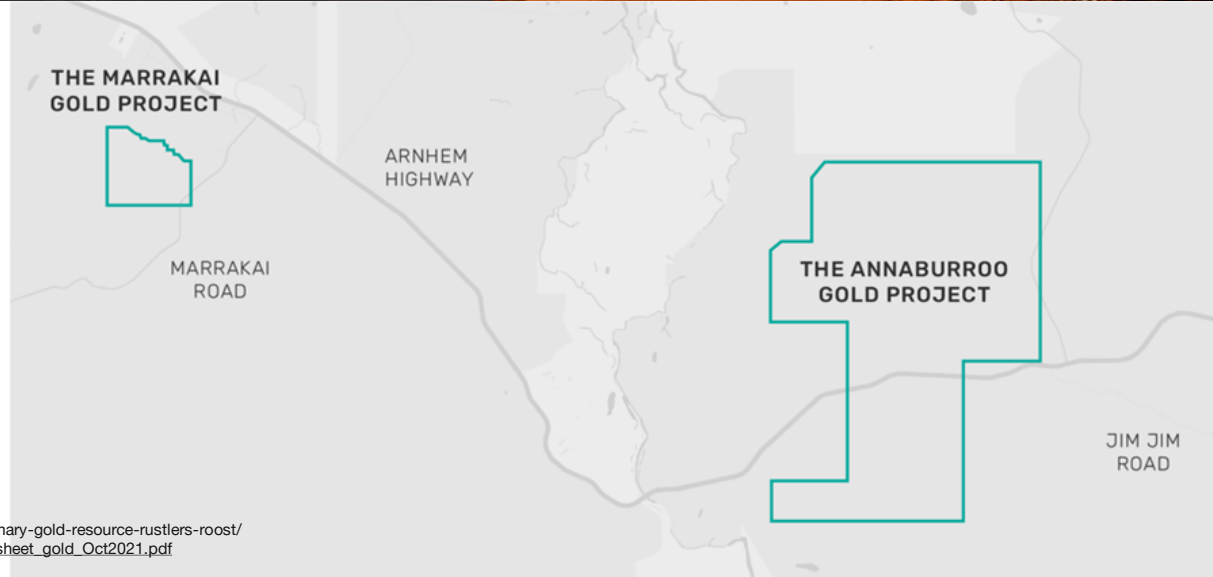 THE MARRAKAI
GOLD PROJECT
ARNHEM
HIGHWAY
MARRAKAI
ROAD
THE ANNABURROO
GOLD PROJECT
JIM JIM
ROAD
nary-gold-resource-rustlers-roost/
sheet_gold_Oct2021.pdf